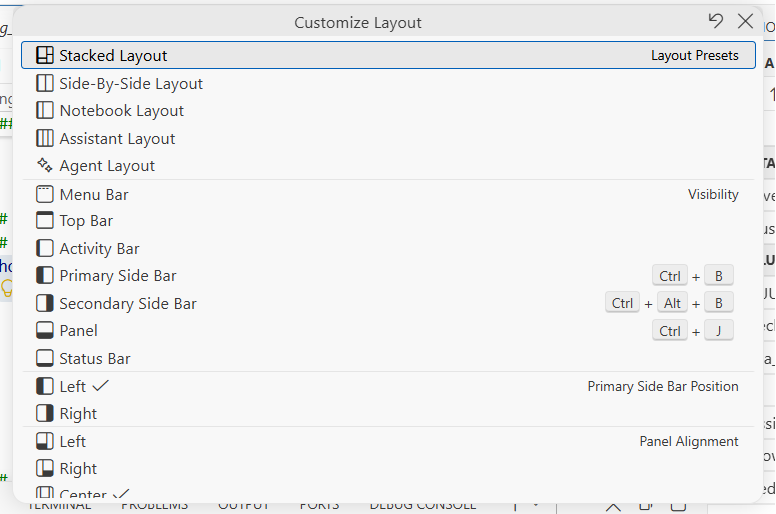 Customize Layout
Stacked Layout Layout Presets
Side-By-Side Layout
Notebook Layout
Assistant Layout
Agent Layout
Menu Bar Visibility
Top Bar
Activity Bar
Primary Side Bar Ctrl + B
Secondary Side Bar Ctrl + Alt + B
Panel Ctrl + J
Status Bar
Left Primary Side Bar Position
Right
Left Panel Alignment
Right
Center
TERMINAL PROBLEMS OUTPUT PORTS DEBUG CONSOLE